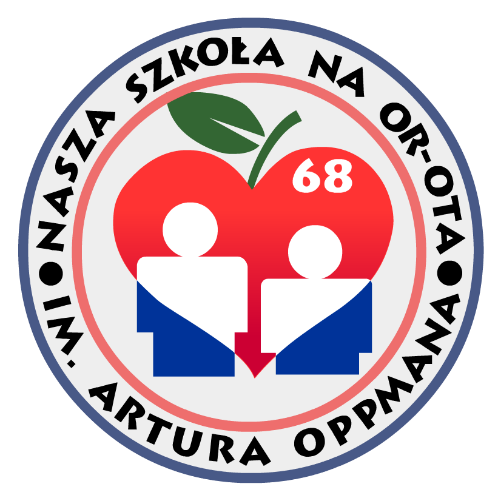 NASZA SZKOŁA NA OR-OTA
68
IM. ARTURA OPPMANA